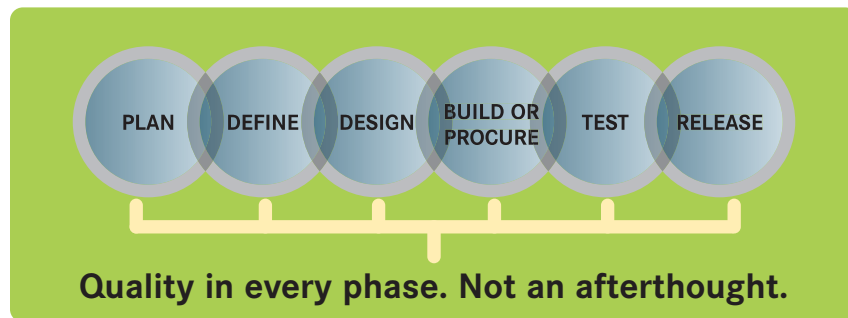 PLAN
DEFINE
DESIGN
BUILD OR
PROCURE
TEST
RELEASE
Quality in every phase. Not an afterthought.